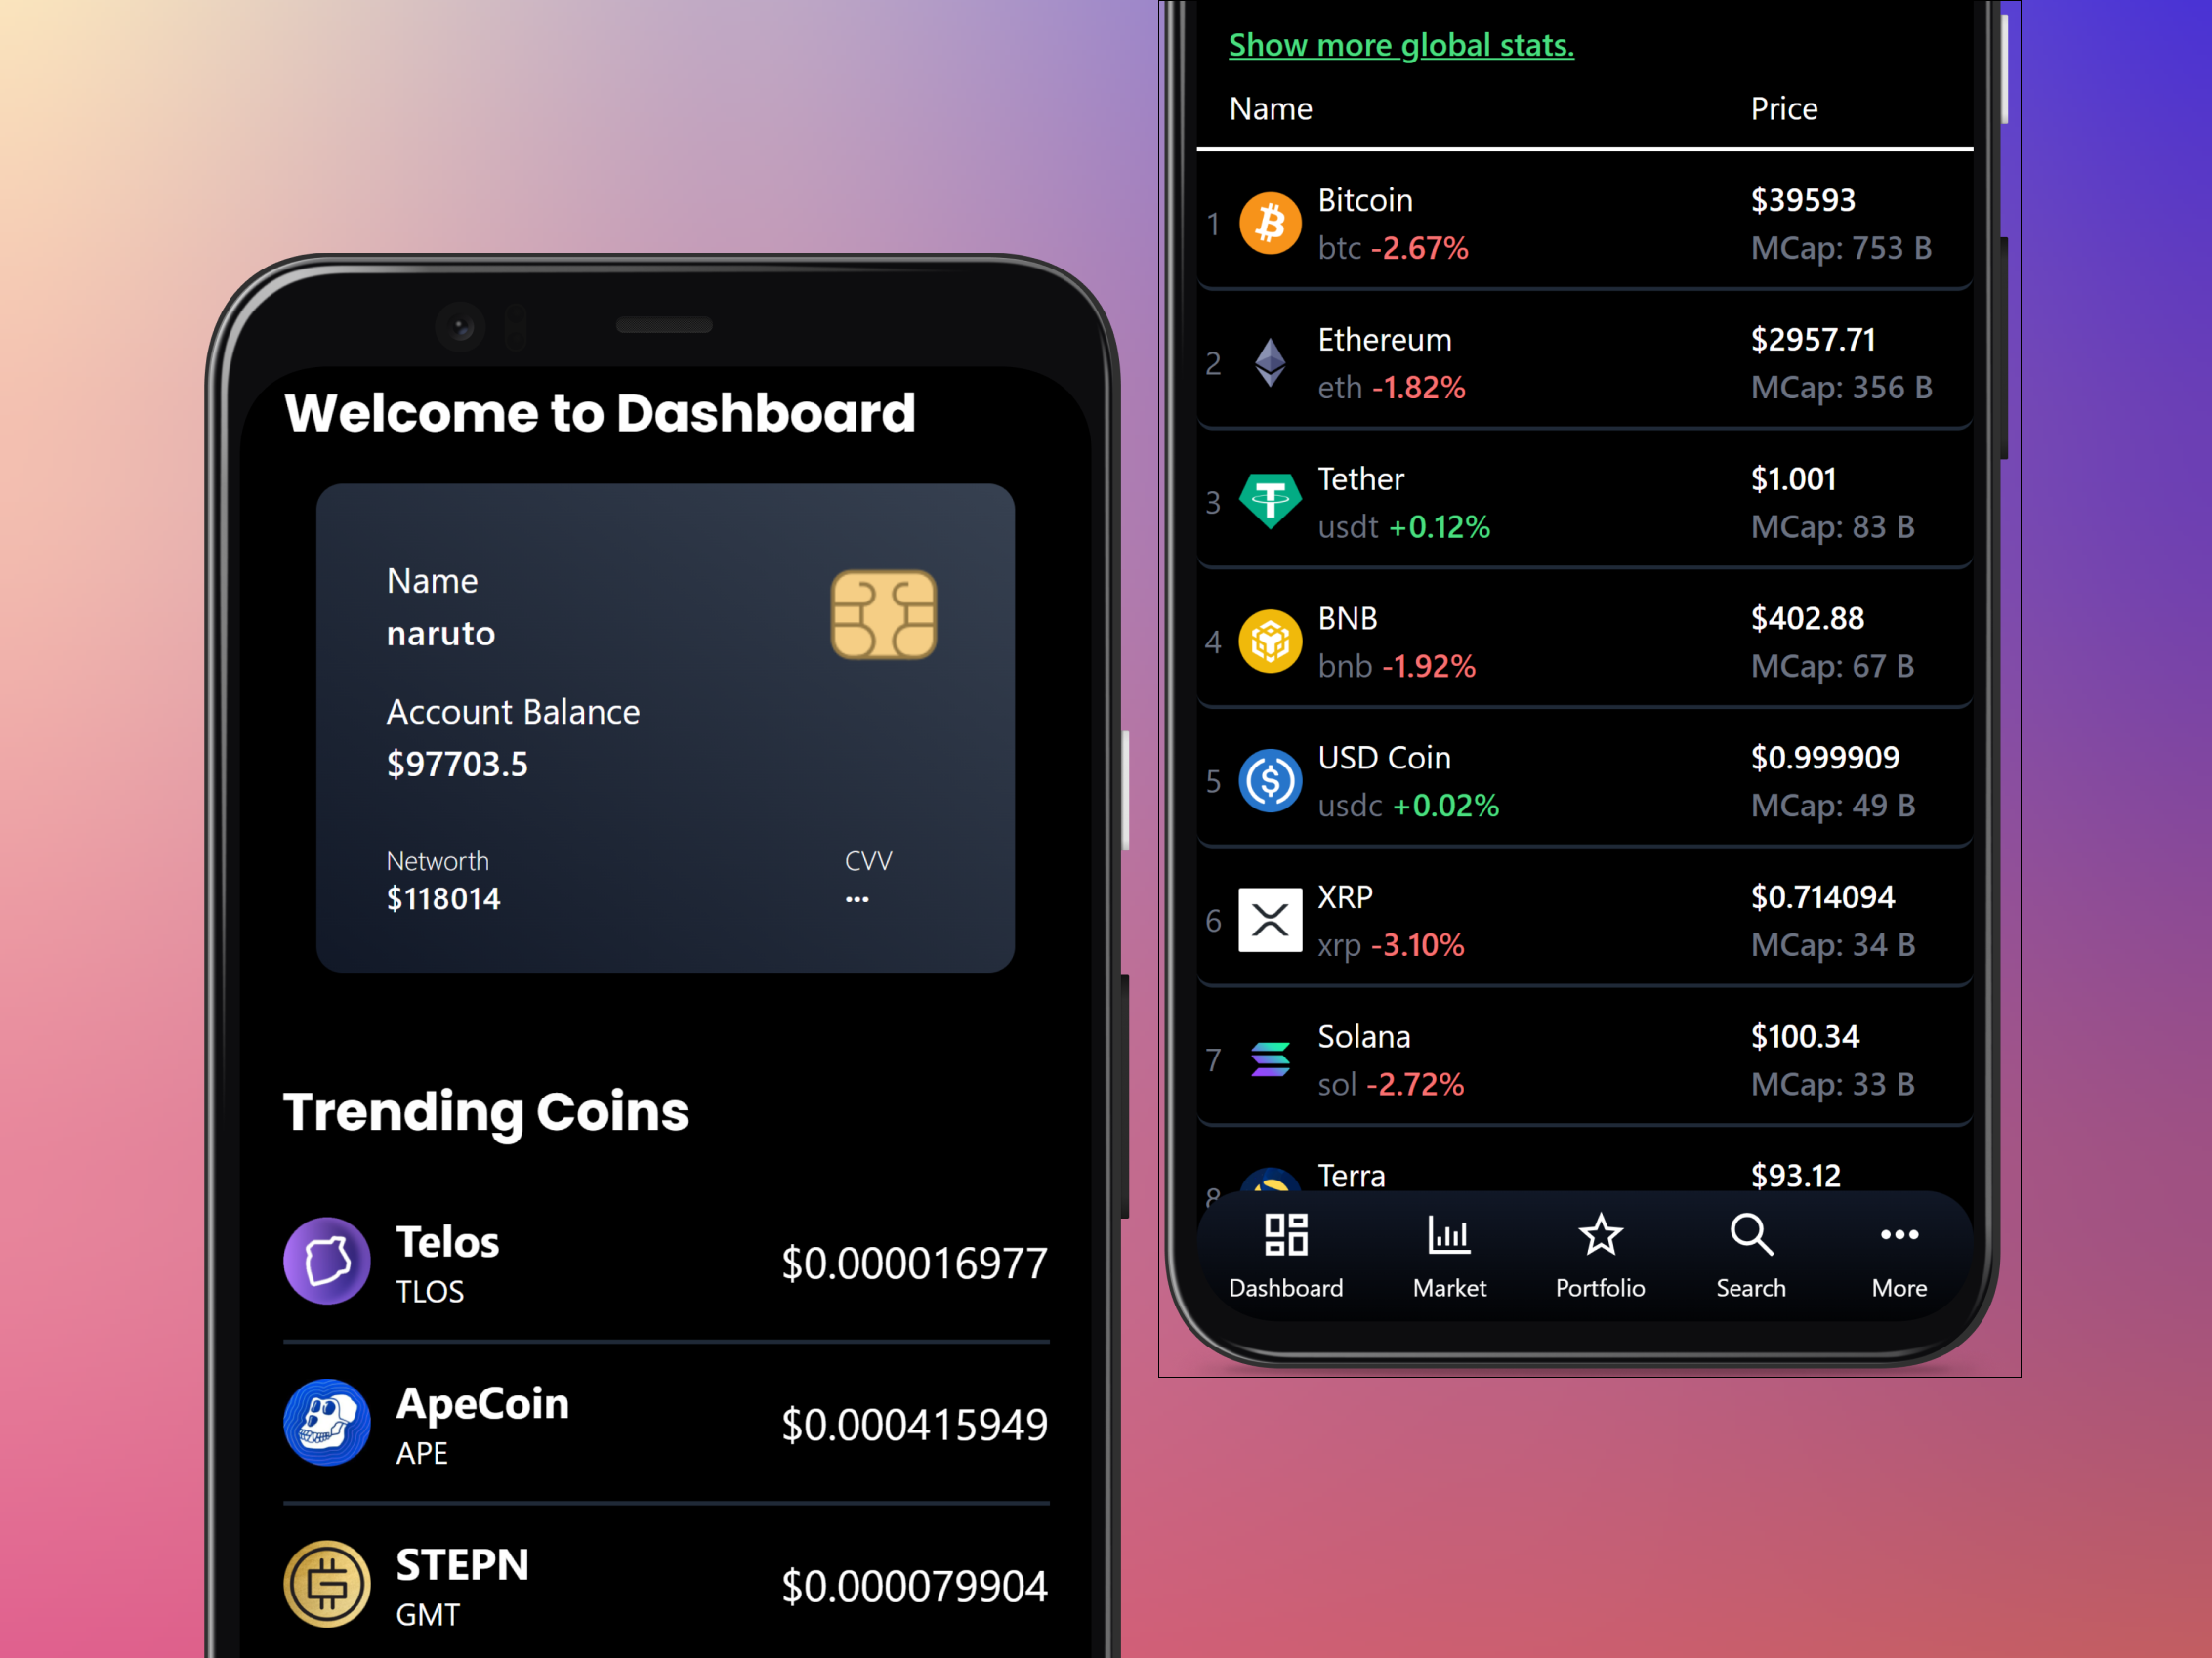 Welcome to Dashboard
Name
naruto
Account Balance
$97703.5
Networth CVV
$118014 •••
Trending Coins
Telos
TLOS
$0.000016977
ApeCoin
APE
$0.000415949
STEPN
GMT
$0.000079904
Show more global stats.
Name Price
1 Bitcoin $39593
btc -2.67% MCap: 753 B
2 Ethereum $2957.71
eth -1.82% MCap: 356 B
3 Tether $1.001
usdt +0.12% MCap: 83 B
4 BNB $402.88
bnb -1.92% MCap: 67 B
5 USD Coin $0.999909
usdc +0.02% MCap: 49 B
6 XRP $0.714094
xrp -3.10% MCap: 34 B
7 Solana $100.34
sol -2.72% MCap: 33 B
8 Terra $93.12
Dashboard Market Portfolio Search More